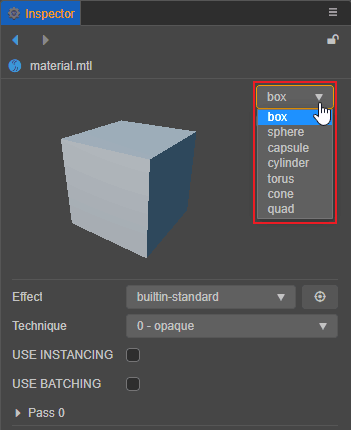 Inspector
material.mtl
box
box
sphere
capsule
cylinder
torus
cone
quad
Effect builtin-standard
Technique 0 - opaque
USE INSTANCING
USE BATCHING
Pass 0